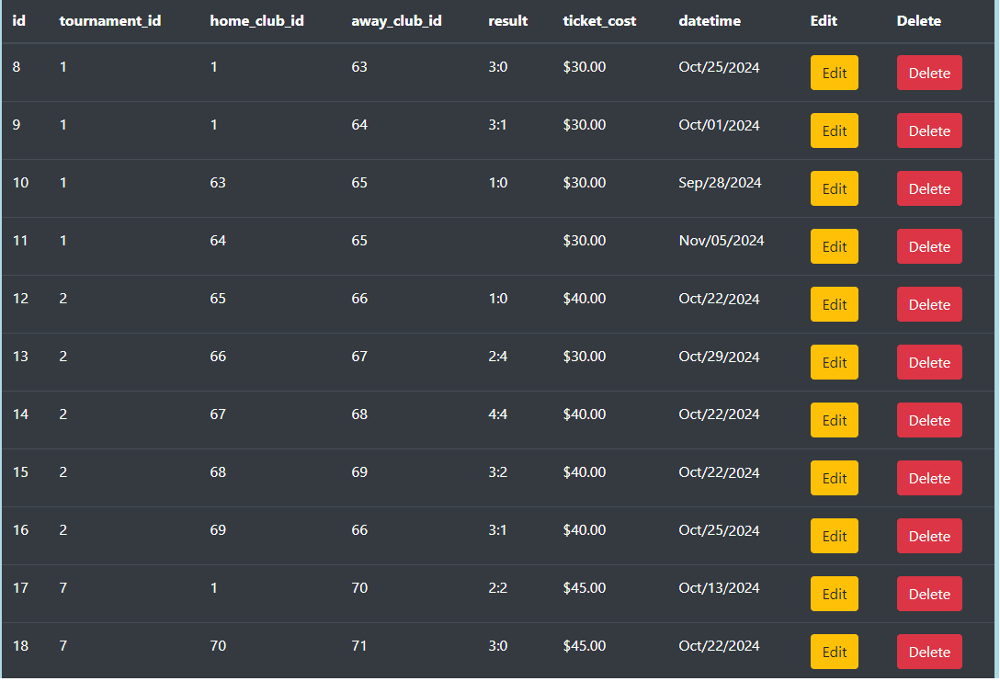 id tournament_id home_club_id away_club_id result ticket_cost datetime Edit Delete
8 1 1 63 3:0 $30.00 Oct/25/2024 Edit Delete
9 1 1 64 3:1 $30.00 Oct/01/2024 Edit Delete
10 1 63 65 1:0 $30.00 Sep/28/2024 Edit Delete
11 1 64 65 $30.00 Nov/05/2024 Edit Delete
12 2 65 66 1:0 $40.00 Oct/22/2024 Edit Delete
13 2 66 67 2:4 $30.00 Oct/29/2024 Edit Delete
14 2 67 68 4:4 $40.00 Oct/22/2024 Edit Delete
15 2 68 69 3:2 $40.00 Oct/22/2024 Edit Delete
16 2 69 66 3:1 $40.00 Oct/25/2024 Edit Delete
17 7 1 70 2:2 $45.00 Oct/13/2024 Edit Delete
18 7 70 71 3:0 $45.00 Oct/22/2024 Edit Delete